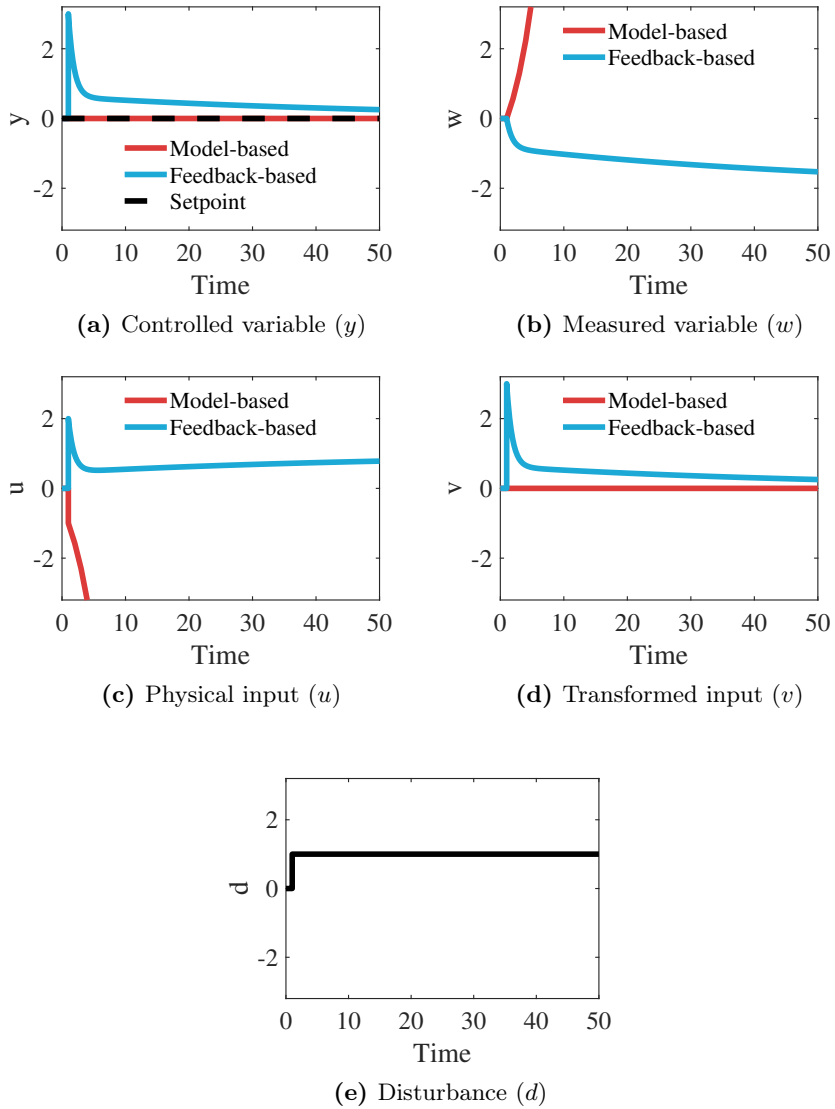 2
0
-2
y
Model-based
Feedback-based
Setpoint
0 10 20 30 40 50
Time
(a) Controlled variable (y)
2
0
-2
w
Model-based
Feedback-based
0 10 20 30 40 50
Time
(b) Measured variable (w)
2
0
-2
u
Model-based
Feedback-based
0 10 20 30 40 50
Time
(c) Physical input (u)
2
0
-2
v
Model-based
Feedback-based
0 10 20 30 40 50
Time
(d) Transformed input (v)
2
0
-2
d
0 10 20 30 40 50
Time
(e) Disturbance (d)